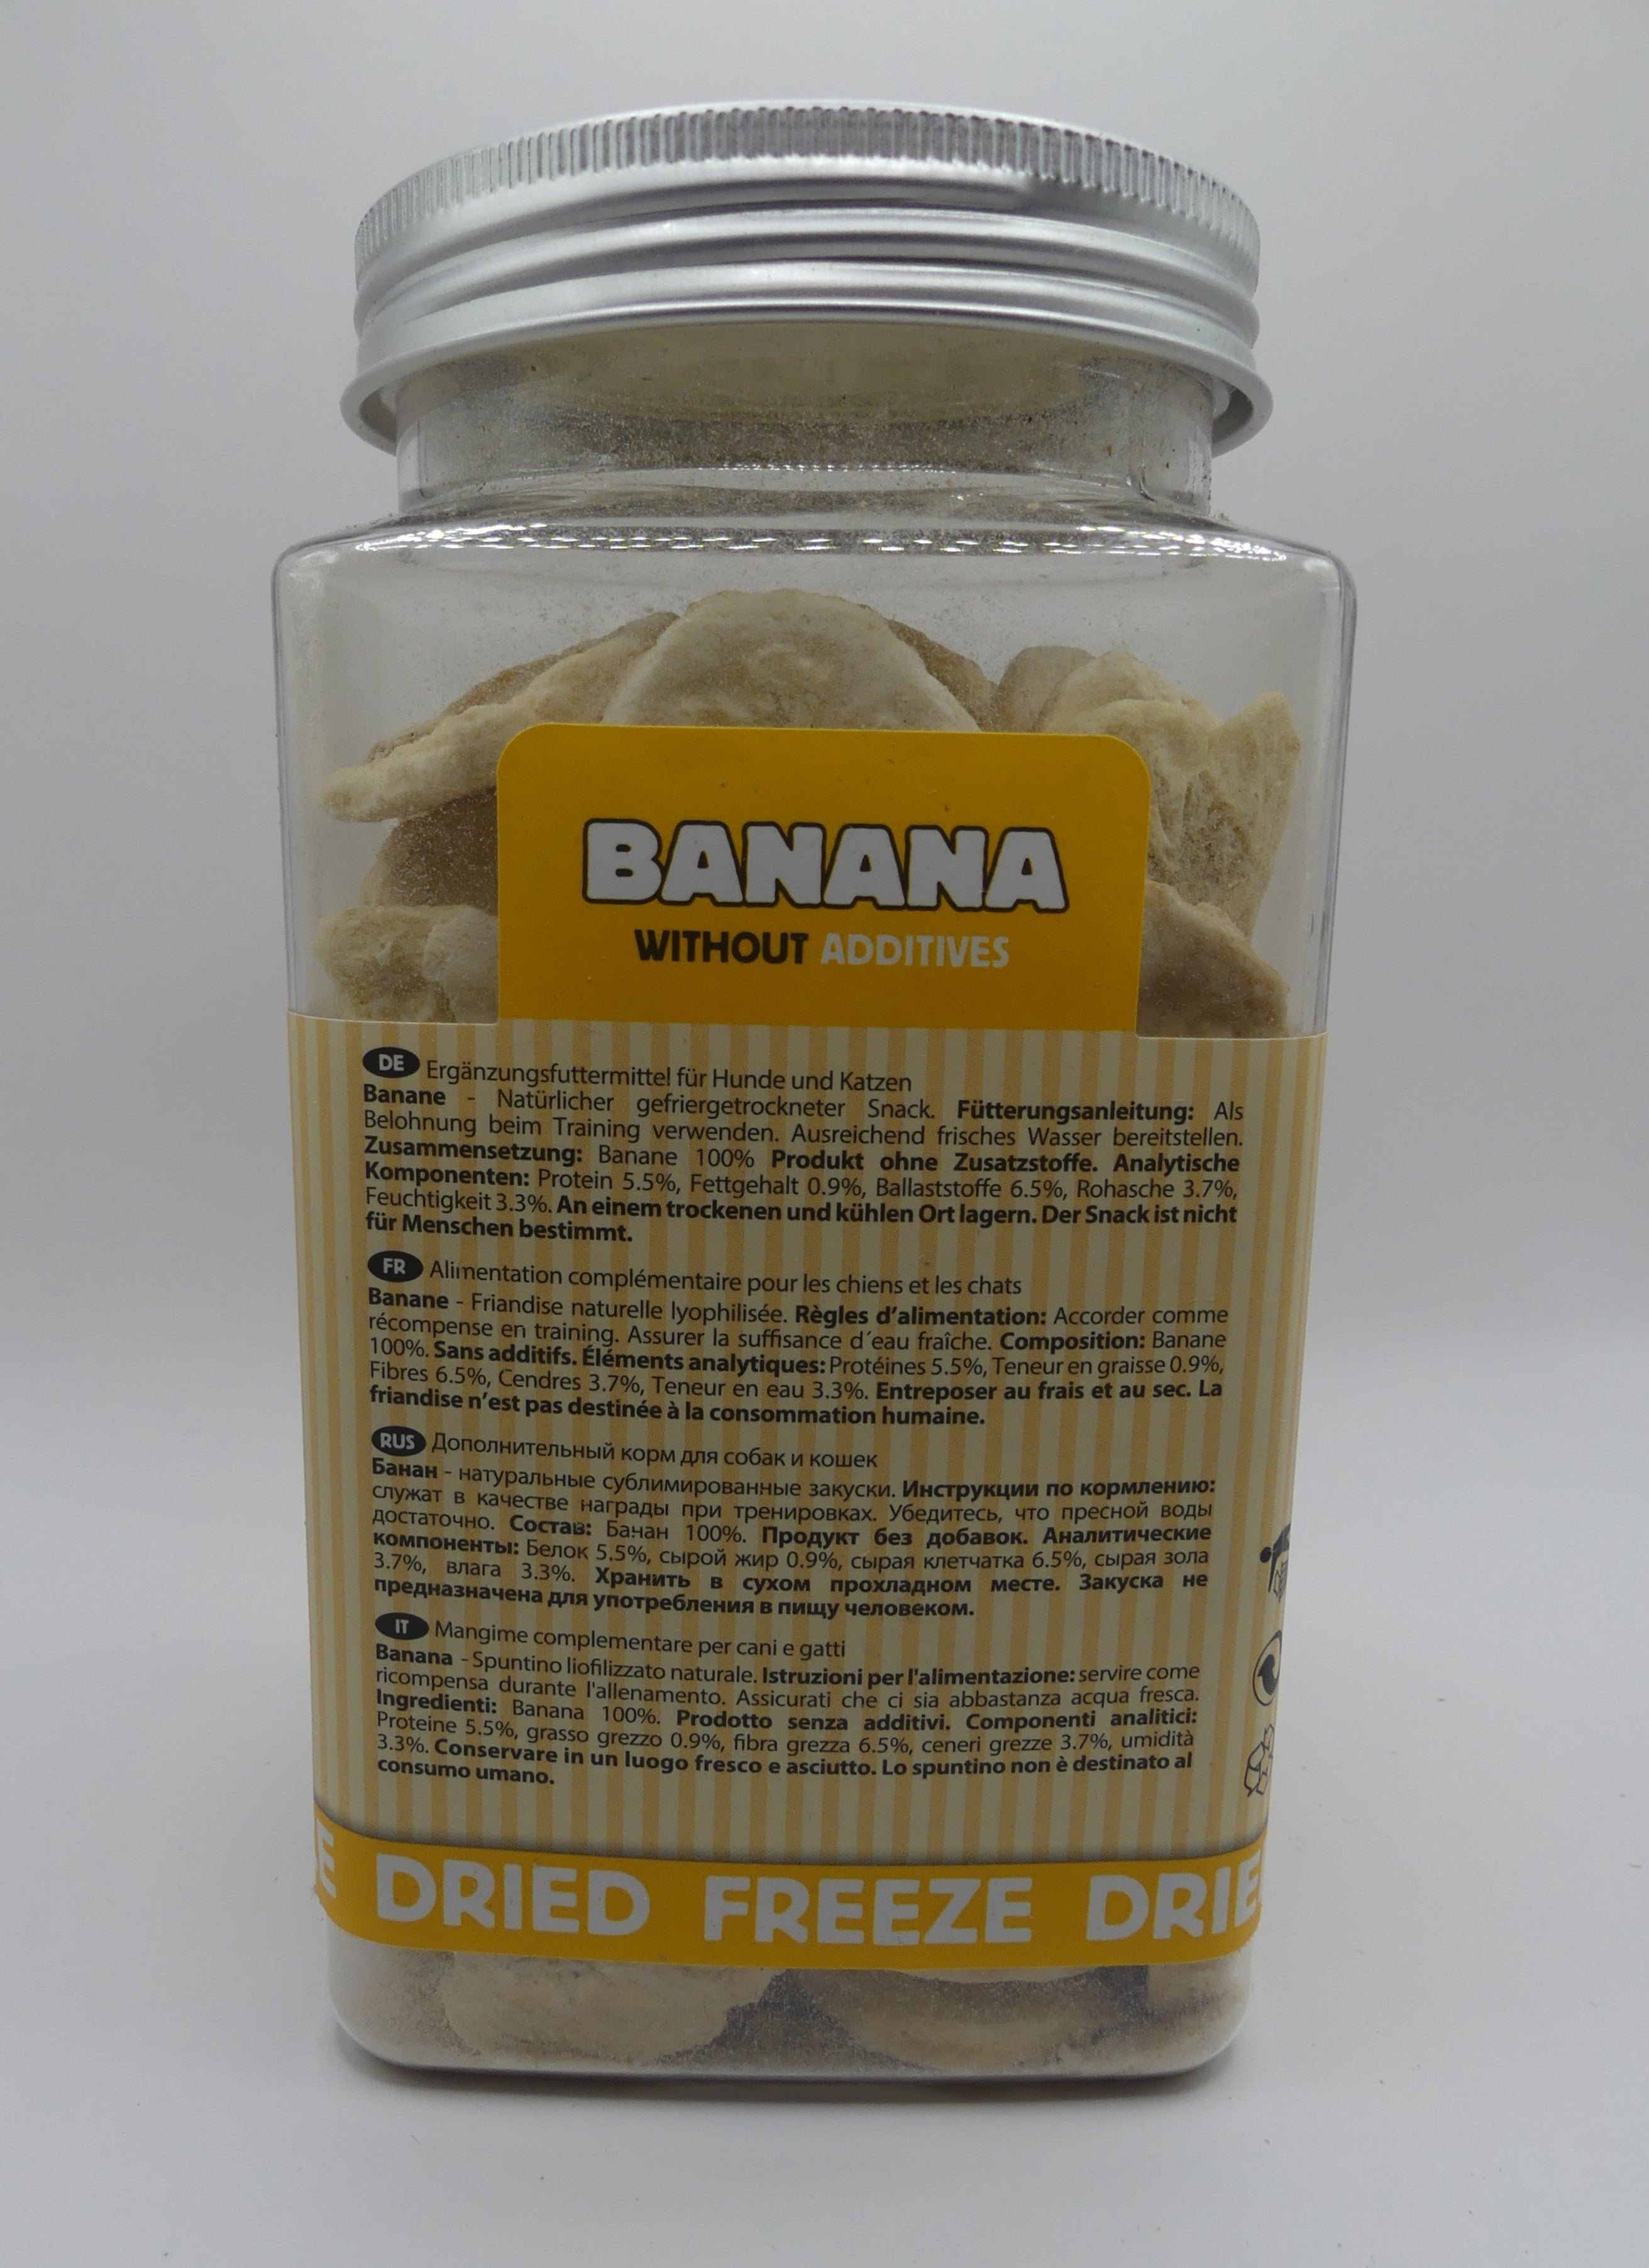 BANANA
WITHOUT ADDITIVES
DE Ergänzungsfuttermittel für Hunde und Katzen
Banane - Natürlicher gefriergetrockneter Snack. Fütterungsanleitung: Als
Belohnung beim Training verwenden. Ausreichend frisches Wasser bereitstellen.
Zusammensetzung: Banane 100% Produkt ohne Zusatzstoffe. Analytische
Komponenten: Protein 5.5%, Fettgehalt 0.9%, Ballaststoffe 6.5%, Rohasche 3.7%,
Feuchtigkeit 3.3%. An einem trockenen und kühlen Ort lagern. Der Snack ist nicht
für Menschen bestimmt.
FR Alimentation complémentaire pour les chiens et les chats
Banane - Friandise naturelle lyophilisée. Règles d'alimentation: Accorder comme
récompense en training. Assurer la suffisance d´eau fraîche. Composition: Banane
100%. Sans additifs. Éléments analytiques: Protéines 5.5%, Teneur en graisse 0.9%,
Fibres 6.5%, Cendres 3.7%, Teneur en eau 3.3%. Entreposer au frais et au sec. La
friandise n'est pas destinée à la consommation humaine.
RUS Дополнительный корм для собак и кошек
Банан - натуральные сублимированные закуски. Инструкции по кормлению:
служат в качестве награды при тренировках. Убедитесь, что пресной воды
достаточно. Состав: Банан 100%. Продукт без добавок. Аналитические
компоненты: Белок 5.5%, сырой жир 0.9%, сырая клетчатка 6.5%, сырая зола
3.7%, влага 3.3%. Хранить в сухом прохладном месте. Закуска не
предназначена для употребления в пищу человеком.
IT Mangime complementare per cani e gatti
Banana - Spuntino liofilizzato naturale. Istruzioni per l'alimentazione: servire come
ricompensa durante l'allenamento. Assicurati che ci sia abbastanza acqua fresca.
Ingredienti: Banana 100%. Prodotto senza additivi. Componenti analitici:
Proteine 5.5%, grasso grezzo 0.9%, fibra grezza 6.5%, ceneri grezze 3.7%, umidità
3.3%. Conservare in un luogo fresco e asciutto. Lo spuntino non è destinato al
consumo umano.
ZE DRIED FREEZE DRIE